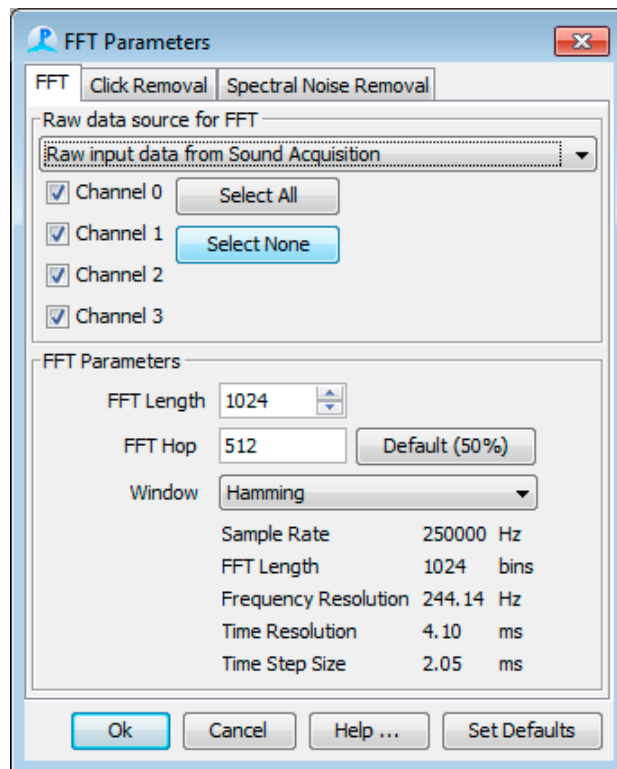 FFT Parameters
FFT Click Removal Spectral Noise Removal
Raw data source for FFT
Raw input data from Sound Acquisition
Channel 0 Select All
Channel 1 Select None
Channel 2
Channel 3
FFT Parameters
FFT Length 1024
FFT Hop 512 Default (50%)
Window Hamming
Sample Rate 250000 Hz
FFT Length 1024 bins
Frequency Resolution 244.14 Hz
Time Resolution 4.10 ms
Time Step Size 2.05 ms
Ok Cancel Help ... Set Defaults